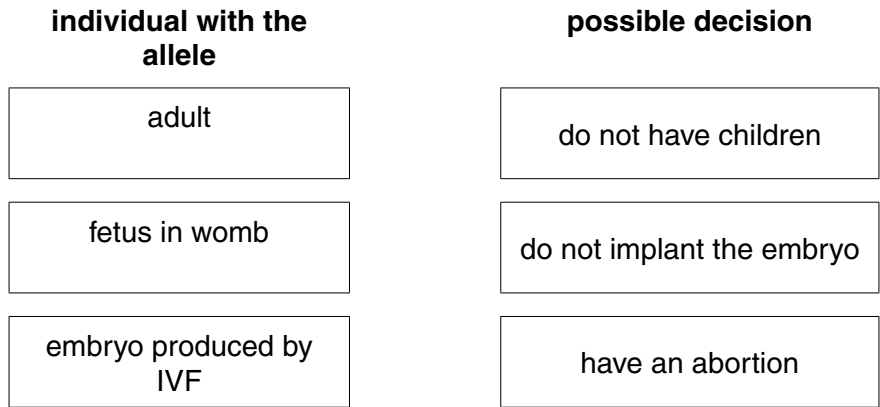 individual with the
allele
possible decision
adult
do not have children
fetus in womb
do not implant the embryo
embryo produced by
IVF
have an abortion